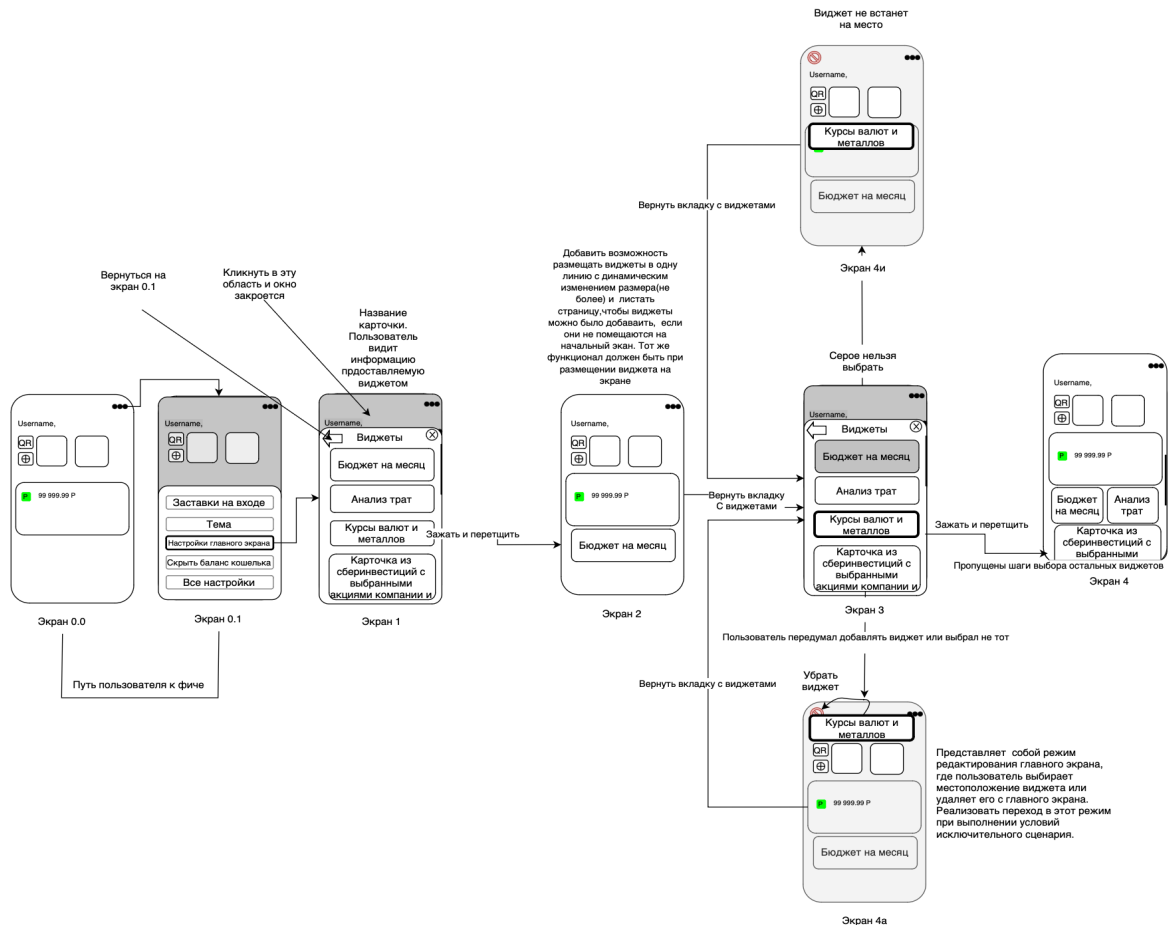 Виджет не встанет
на место
Username,
QR
Курсы валют и
металлов
Бюджет на месяц
Экран 4и
Вернуть вкладку с виджетами
Вернуться на
экран 0.1
Кликнуть в эту
область и окно
закроется
Название
карточки.
Пользователь
видит
информацию
прдоставляемую
виджетом
Добавить возможность
размещать виджеты в одну
линию с динамическим
изменением размера(не
более) и листать
страницу,чтобы виджеты
можно было добаваить, если
они не помещаются на
начальный экан. Тот же
функционал должен быть при
размещении виджета на
экране
Серое нельзя
выбрать
Username,
QR
P 99 999.99 P
Экран 0.0
Username,
QR
Заставки на входе
Тема
Настройки главного экрана
Скрыть баланс кошелька
Все настройки
Экран 0.1
Путь пользователя к фиче
Username,
Виджеты
Бюджет на месяц
Анализ трат
Курсы валют и
металлов
Карточка из
сберинвестиций с
выбранными
акциями компании и
Экран 1
Зажать и перетщить
Username,
QR
P 99 999.99 P
Бюджет на месяц
Экран 2
Вернуть вкладку
С виджетами
Username,
Виджеты
Бюджет на месяц
Анализ трат
Курсы валют и
металлов
Карточка из
сберинвестиций с
выбранными
акциями компании и
Экран 3
Зажать и перетщить
Username,
QR
P 99 999.99 P
Бюджет
на месяц
Анализ
трат
Карточка из
сберинвестиций с
выбранными
Пропущены шаги выбора остальных виджетов
Экран 4
Пользователь передумал добавлять виджет или выбрал не тот
Вернуть вкладку с виджетами
Убрать
виджет
Курсы валют и
металлов
QR
P 99 999.99 P
Бюджет на месяц
Экран 4а
Представляет собой режим
редактирования главного экрана,
где пользователь выбирает
местоположение виджета или
удаляет его с главного экрана.
Реализовать переход в этот режим
при выполнении условий
исключительного сценария.